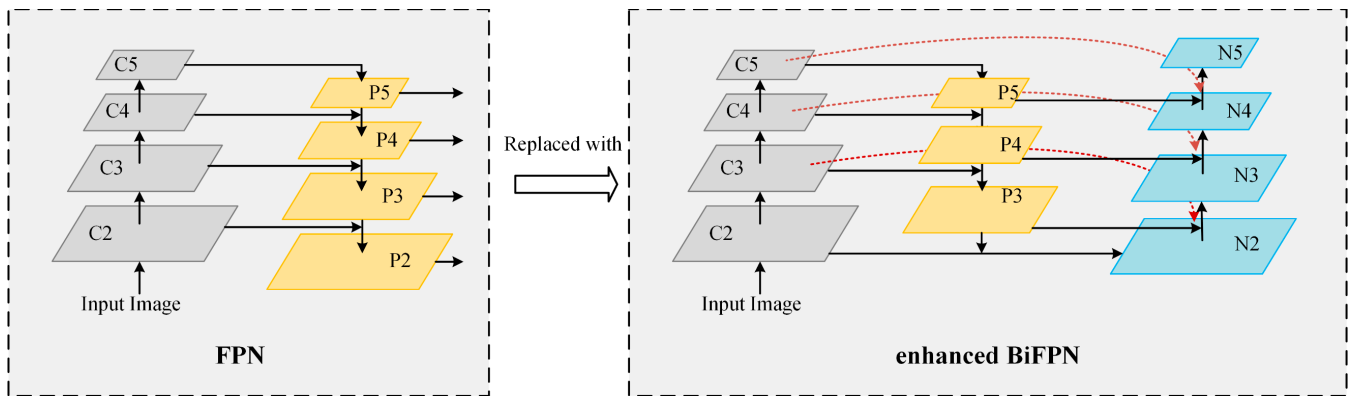 C5
P5
C4
P4
C3
P3
C2
P2
Input Image
FPN
Replaced with
C5
N5
P5
C4
N4
P4
C3
N3
P3
C2
N2
Input Image
enhanced BiFPN